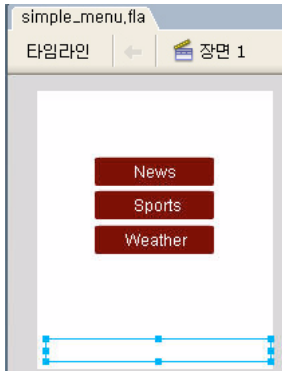 simple_menu.fla
타임라인 장면 1
News
Sports
Weather